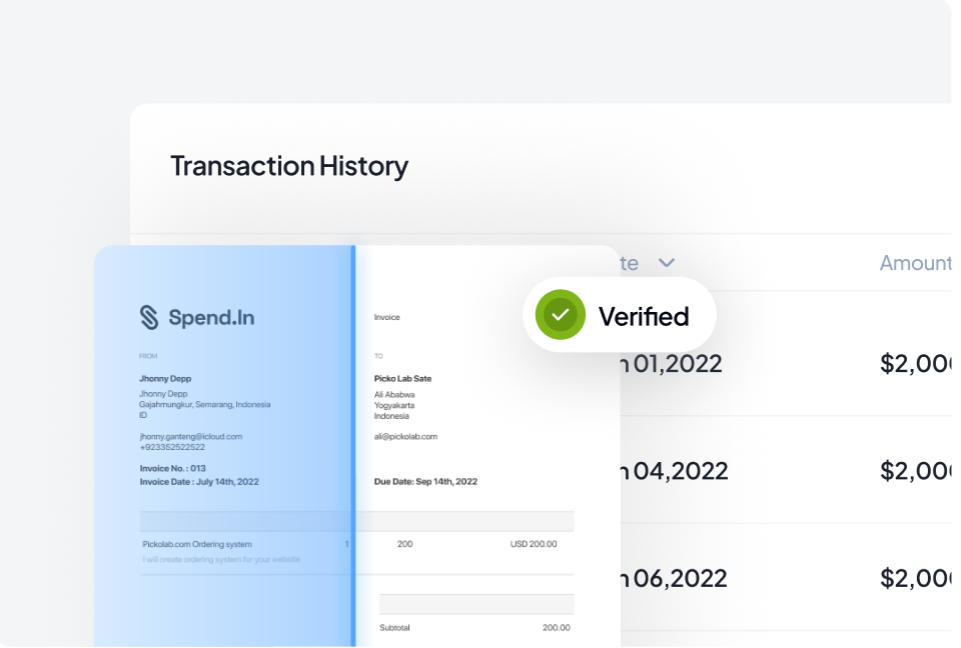 Transaction History
te
Amount
Verified
Spend.In
Invoice
FROM
TO
Jhonny Depp
Picko Lab Sate
Jhonny Depp
Ali Ababwa
Gajahmungkur, Semarang, Indonesia
Yogyakarta
ID
Indonesia
jhonny.ganteng@icloud.com
ali@pickolab.com
+923352522522
Invoice No. : 013
Invoice Date : July 14th, 2022
Due Date: Sep 14th, 2022
Pickolab.com Ordering system 1 200 USD 200.00
I will create ordering system for your website
Subtotal 200.00
n 01,2022 $2,00
n 04,2022 $2,00
n 06,2022 $2,00